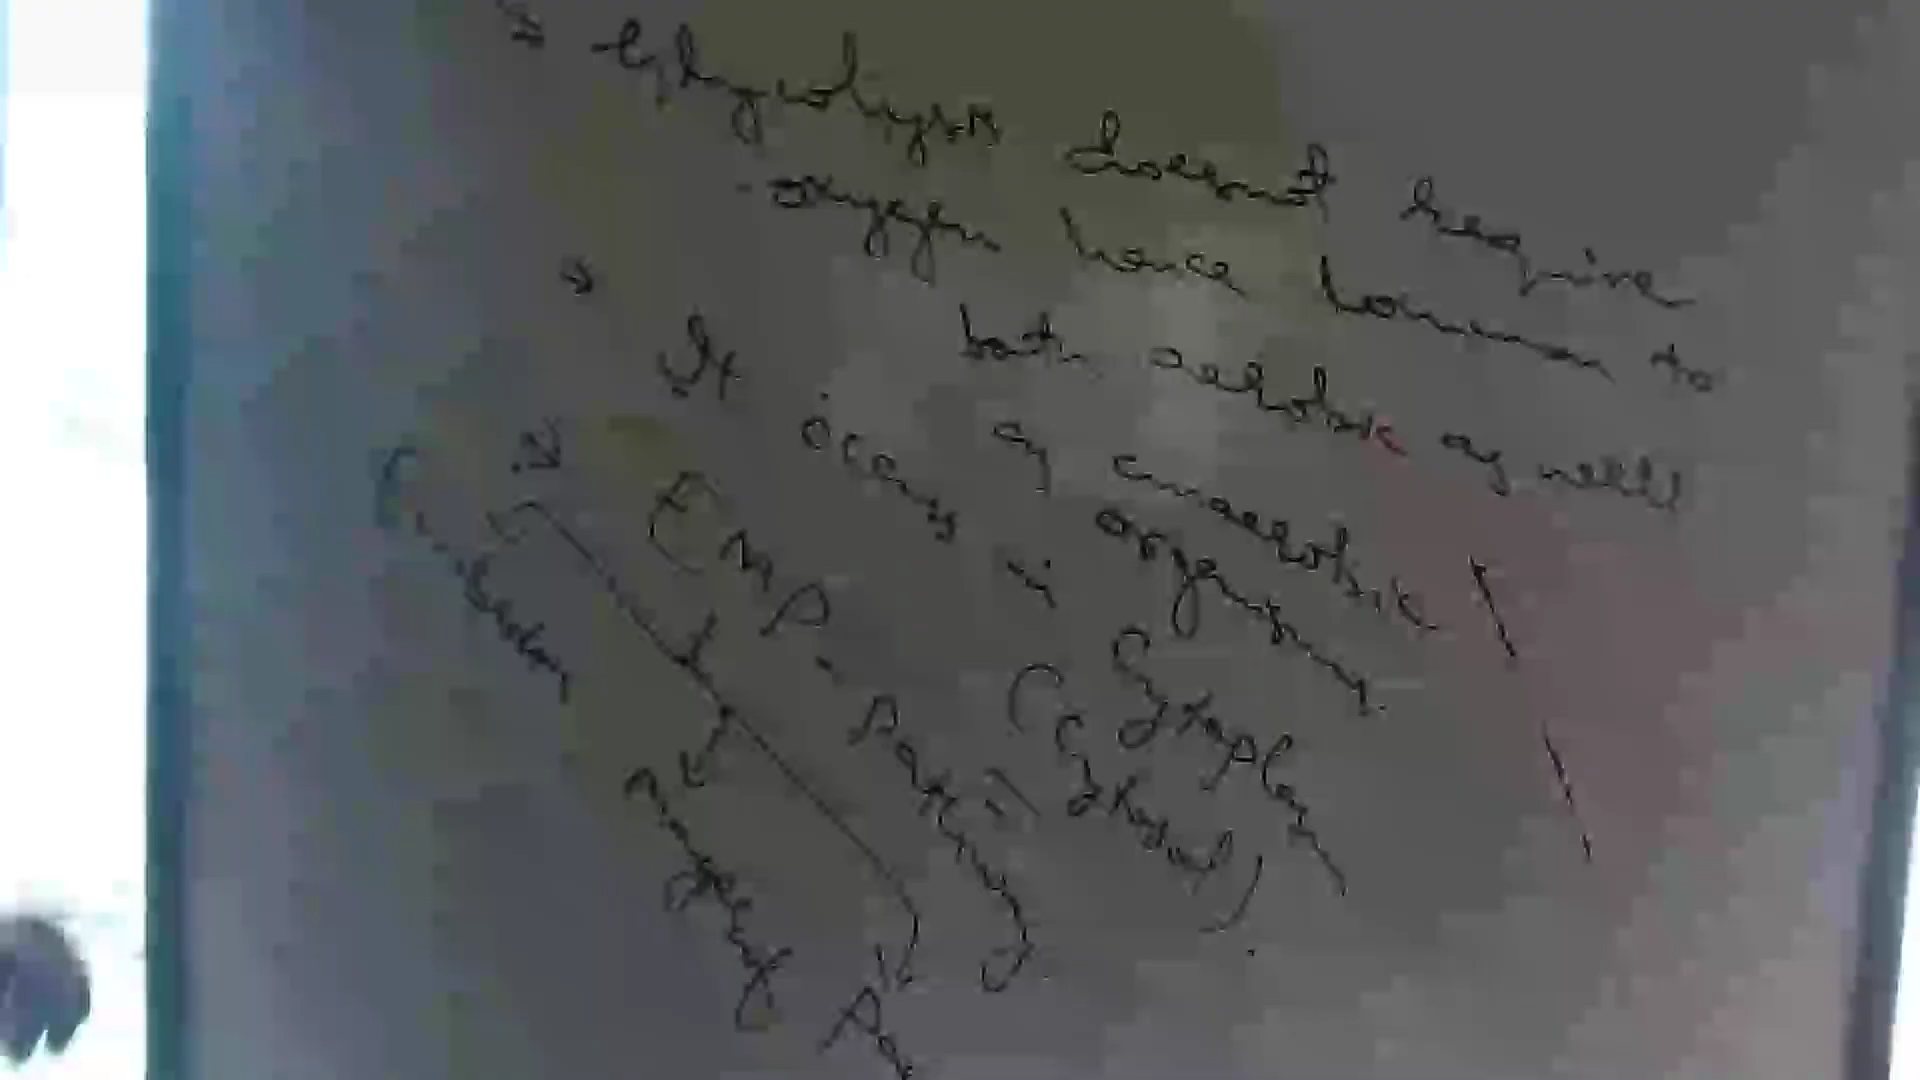 ⇒ Glycolysis doesnot require
oxygen hence common to
both aerobic as well
as anaerobic
organisms.
→ It occurs in Cytoplasm
(Cytosol).
→ EMP - Pathway